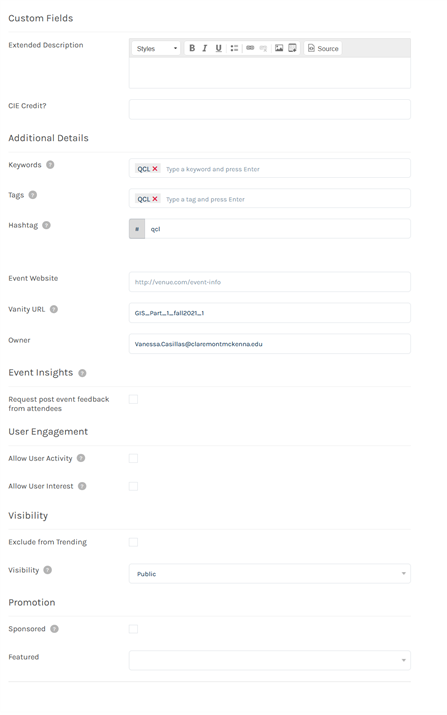 Custom Fields
Extended Description
Styles B I U Source
CIE Credit?
Additional Details
Keywords ? QCL × Type a keyword and press Enter
Tags ? QCL × Type a tag and press Enter
Hashtag ? # qcl
Event Website http://venue.com/event-info
Vanity URL ? GIS_Part_1_fall2021_1
Owner Vanessa.Casillas@claremontmckenna.edu
Event Insights ?
Request post event feedback
from attendees
User Engagement
Allow User Activity ?
Allow User Interest ?
Visibility
Exclude from Trending
Visibility ? Public
Promotion
Sponsored ?
Featured